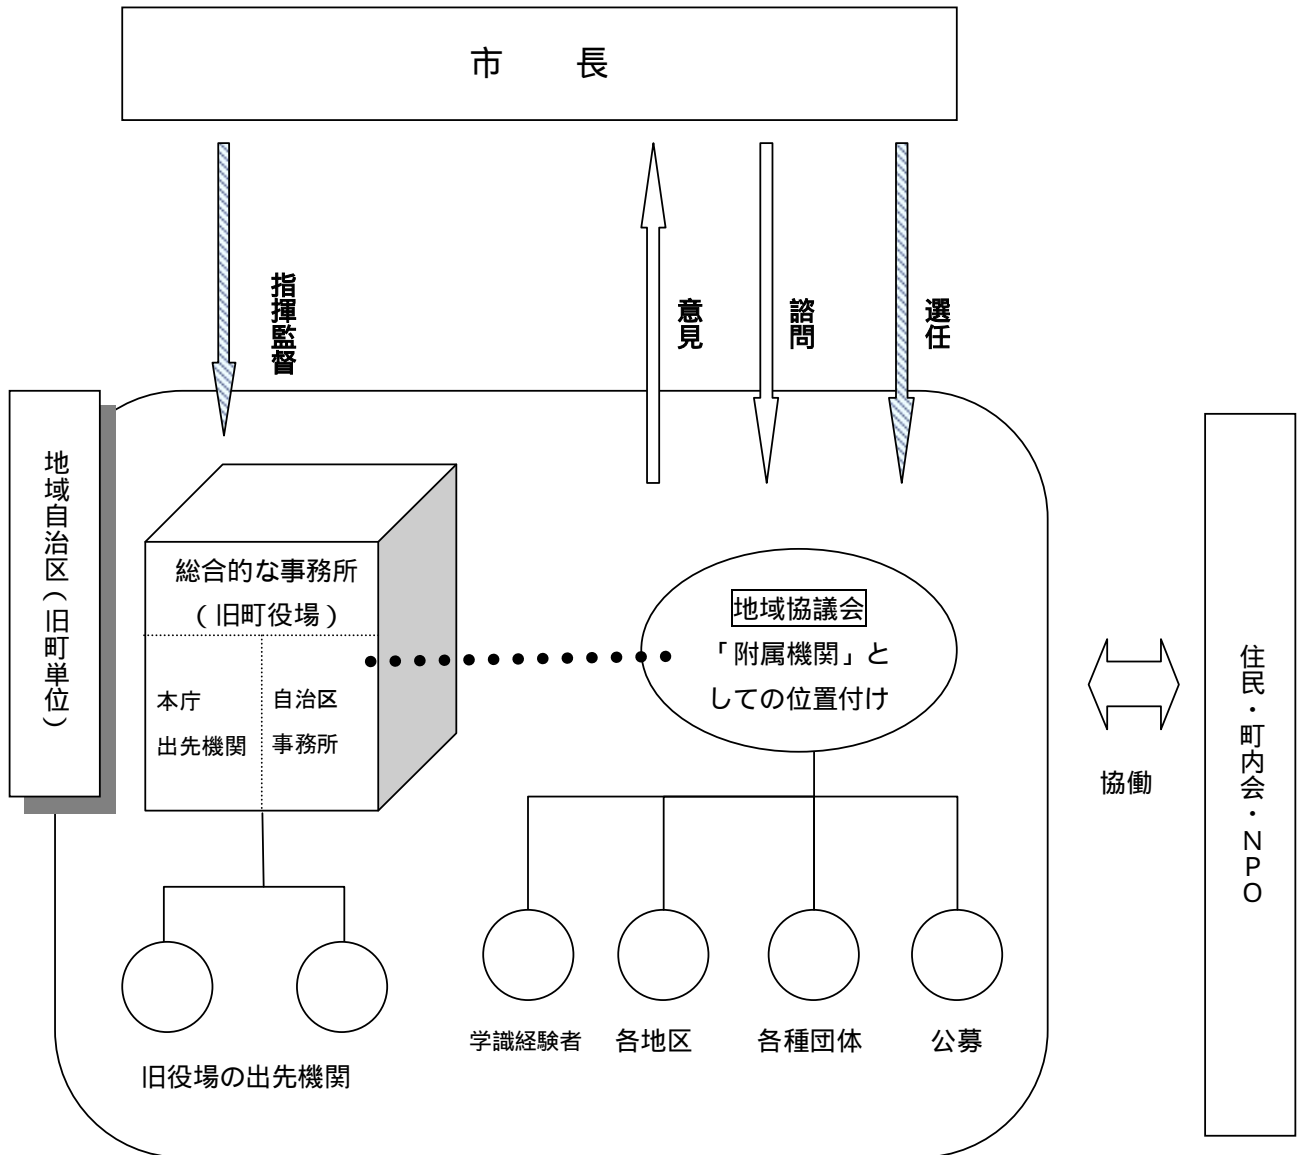 市　　長
指揮監督
意見
諮問
選任
地域自治区（旧町単位）
総合的な事務所
（旧町役場）
本庁
出先機関
自治区
事務所
地域協議会
「附属機関」と
しての位置付け
協働
住民・町内会・ＮＰＯ
学識経験者
各地区
各種団体
公募
旧役場の出先機関